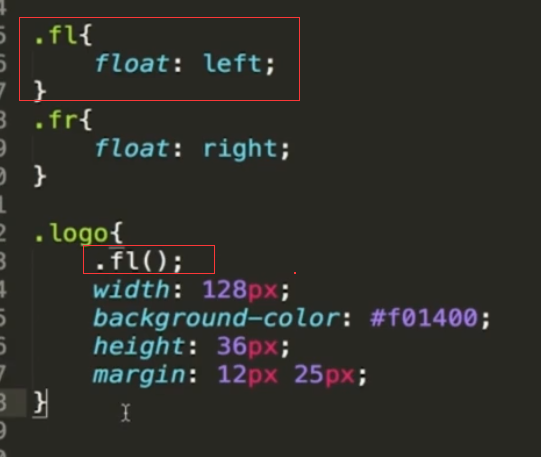 5 .fl{
6 float: left;
7 }
8 .fr{
9 float: right;
0 }
1
2 .logo{
3 .fl();
4 width: 128px;
5 background-color: #f01400;
6 height: 36px;
7 margin: 12px 25px;
8 }
9